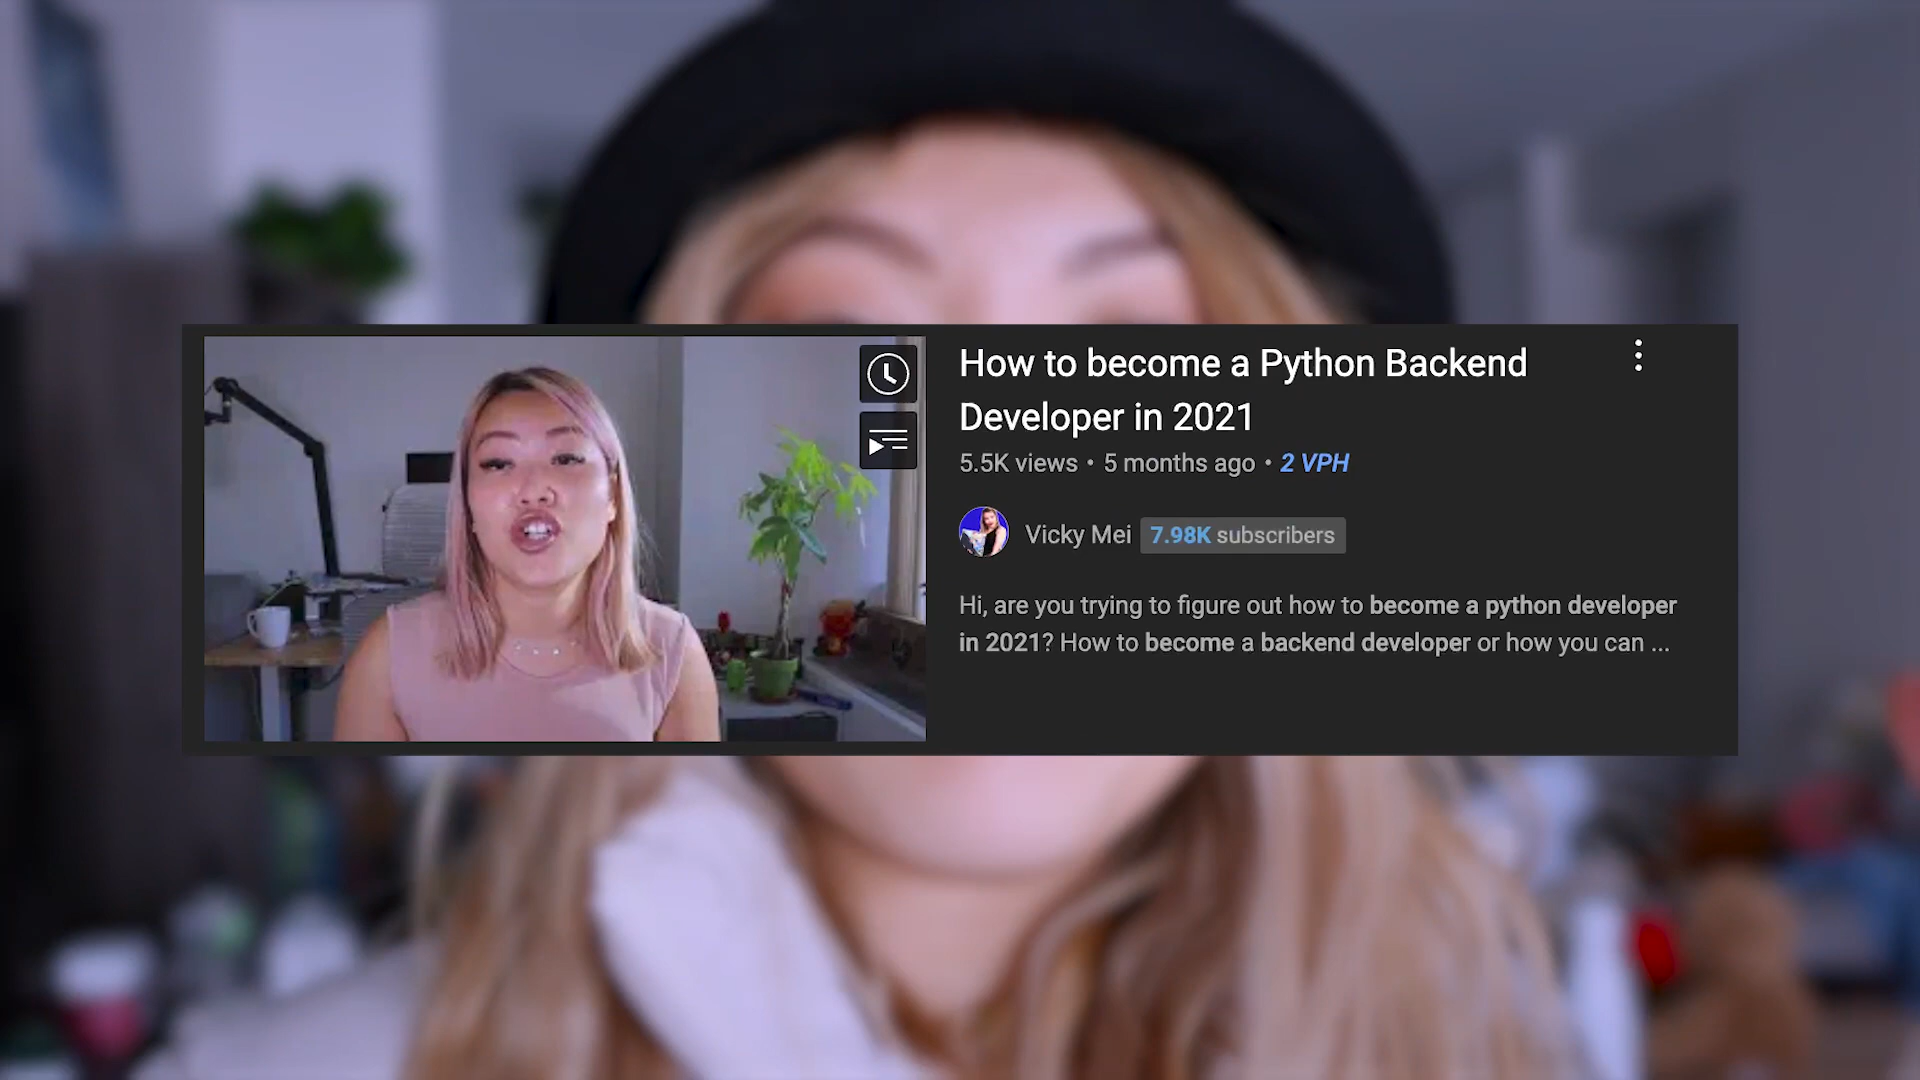 How to become a Python Backend
Developer in 2021
5.5K views • 5 months ago • 2 VPH
Vicky Mei 7.98K subscribers
Hi, are you trying to figure out how to become a python developer
in 2021? How to become a backend developer or how you can ...